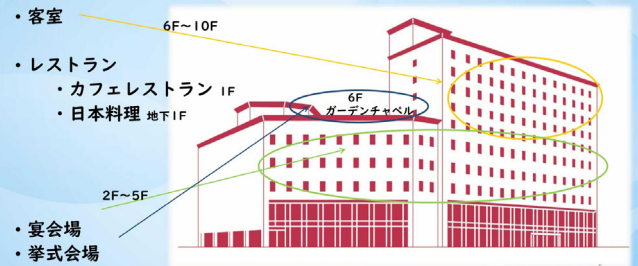 ・客室
6F～10F
・レストラン
・カフェレストラン 1F
・日本料理 地下1F
6F
ガーデンチャペル
2F～5F
・宴会場
・挙式会場